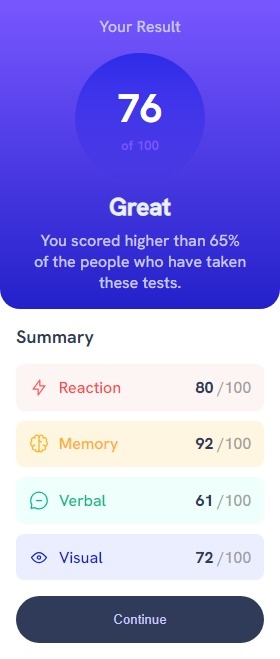 Your Result
76
of 100
Great
You scored higher than 65%
of the people who have taken
these tests.
Summary
Reaction 80 /100
Memory 92 /100
Verbal 61 /100
Visual 72 /100
Continue